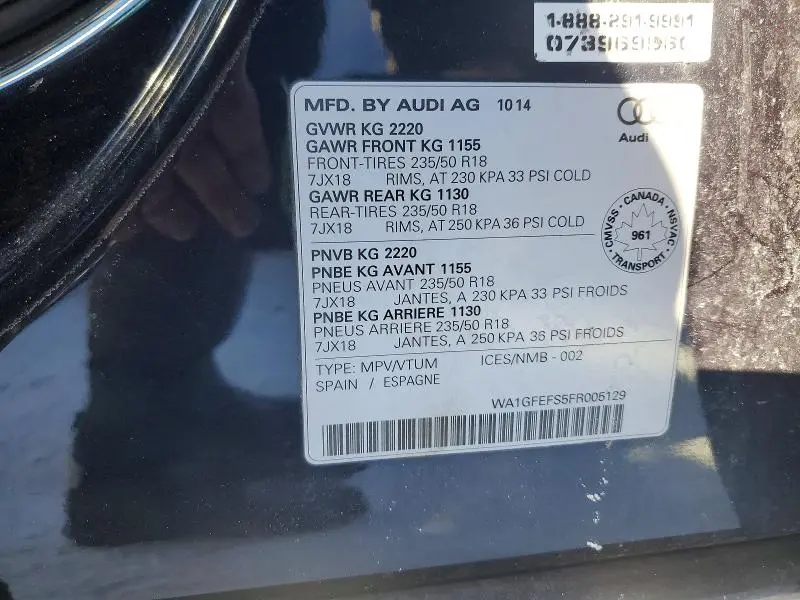 1-888-291-9991
MFD. BY AUDI AG 10 14
Audi
GVWR KG 2220
GAWR FRONT KG 1155
FRONT-TIRES 235/50 R18
7JX18 RIMS, AT 230 KPA 33 PSI COLD
GAWR REAR KG 1130
REAR-TIRES 235/50 R18
7JX18 RIMS, AT 250 KPA 36 PSI COLD
CMVSS · CANADA · NSVAC · TRANSPORT
961
PNVB KG 2220
PNBE KG AVANT 1155
PNEUS AVANT 235/50 R18
7JX18 JANTES, A 230 KPA 33 PSI FROIDS
PNBE KG ARRIERE 1130
PNEUS ARRIERE 235/50 R18
7JX18 JANTES, A 250 KPA 36 PSI FROIDS
TYPE: MPV/VTUM ICES/NMB - 002
SPAIN / ESPAGNE
WA1GFEFS5FR005129